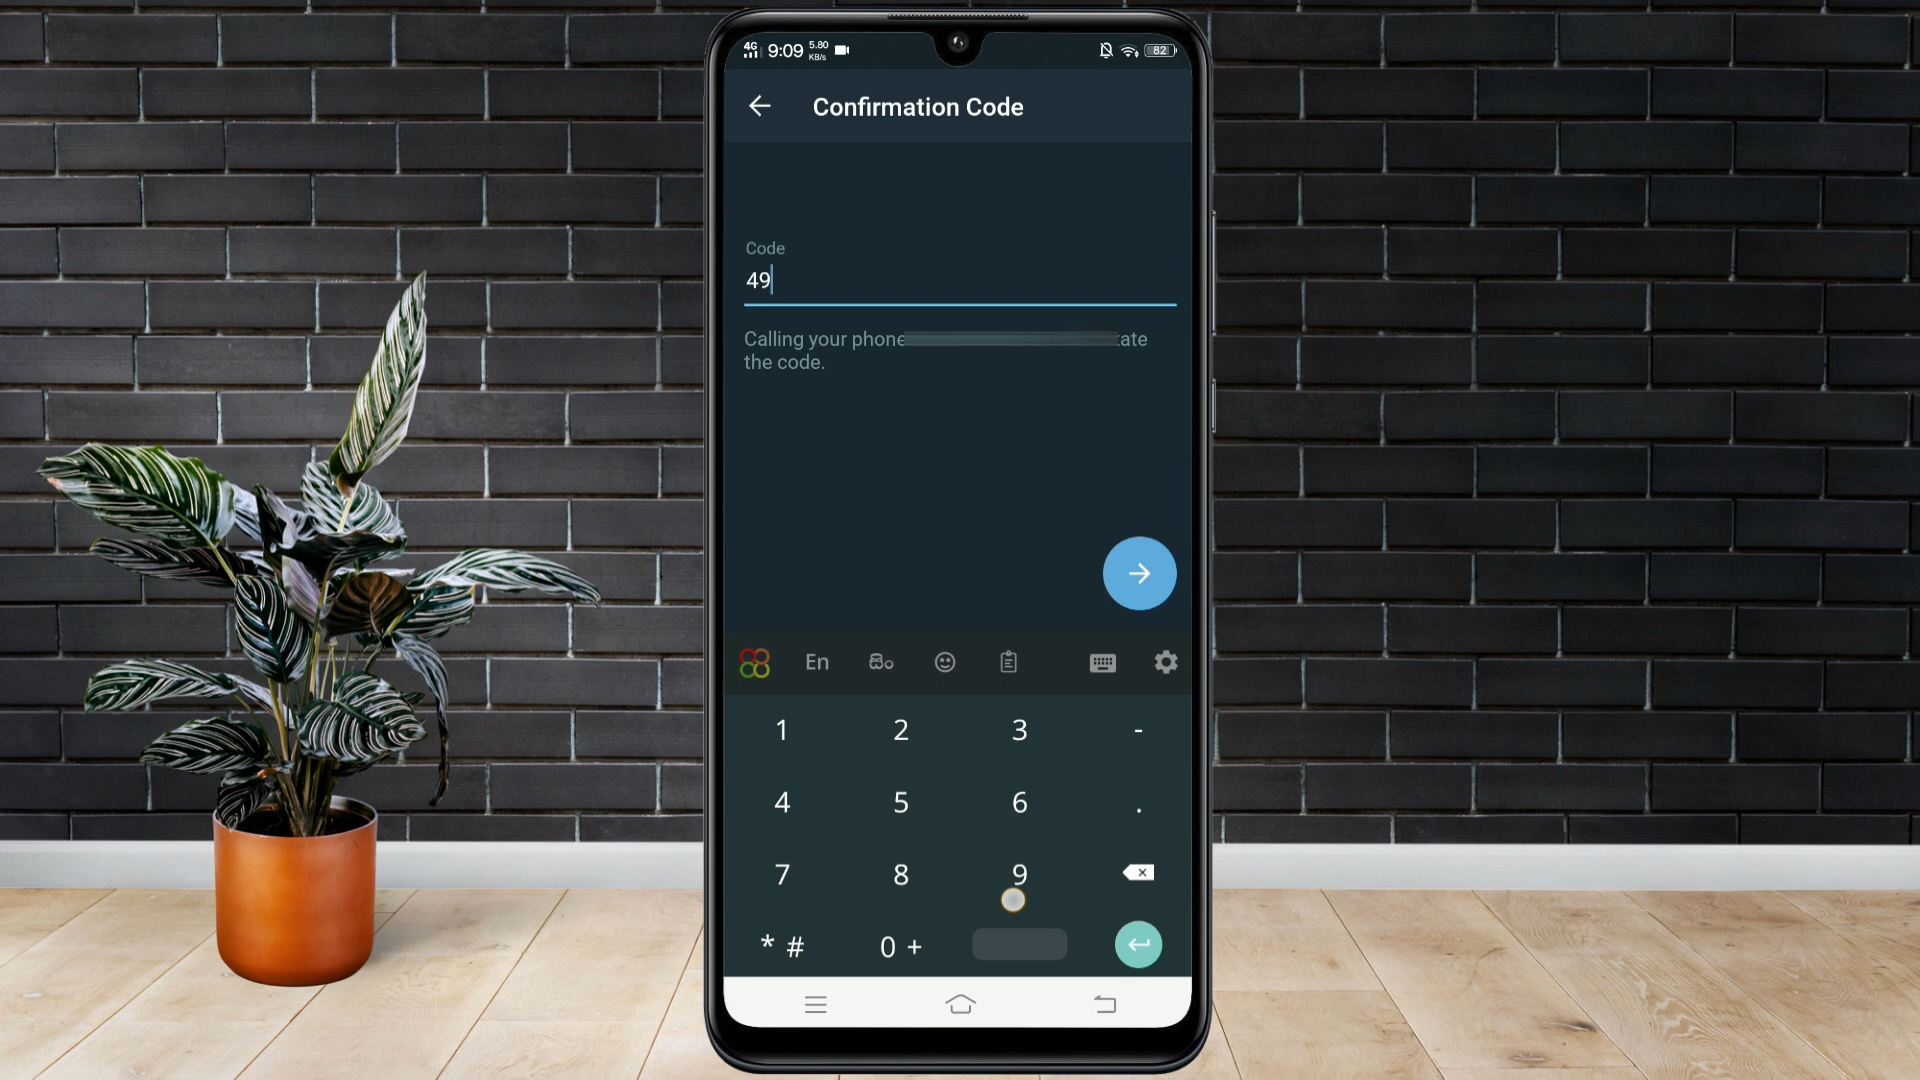 4G 9:09 5.80 KB/s 82
Confirmation Code
Code
49
Calling your phone ate
the code.
En සිං
1 2 3 -
4 5 6 .
7 8 9
* # 0 +